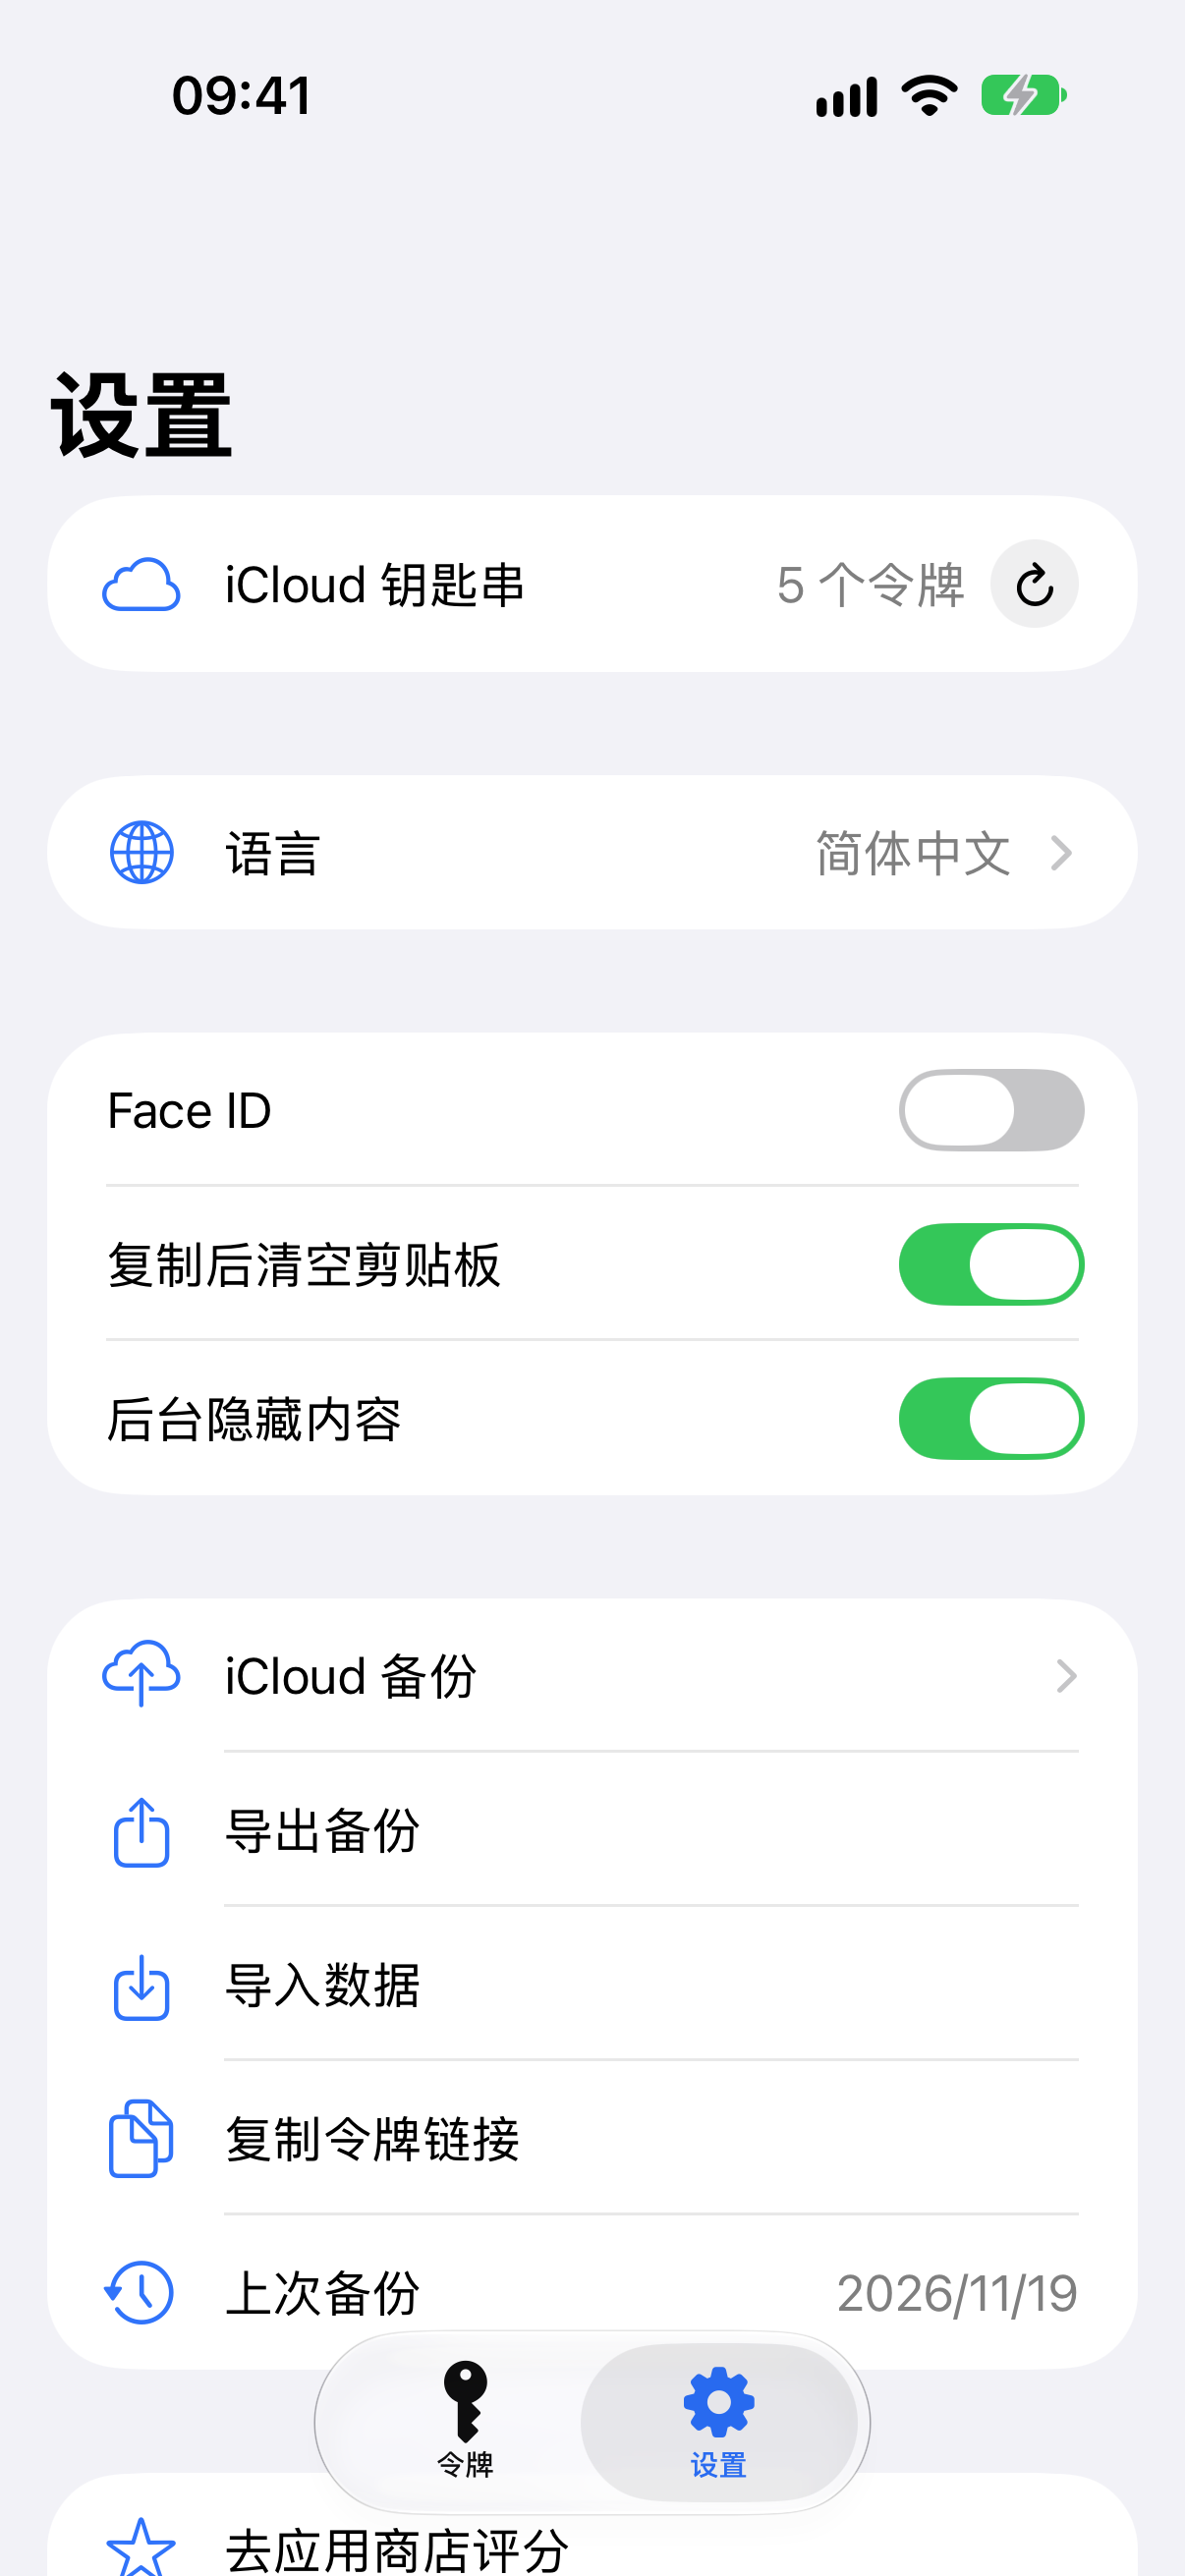 09:41
设置
iCloud 钥匙串 5 个令牌
语言 简体中文
Face ID
复制后清空剪贴板
后台隐藏内容
iCloud 备份
导出备份
导入数据
复制令牌链接
上次备份 2026/11/19
令牌 设置
去应用商店评分